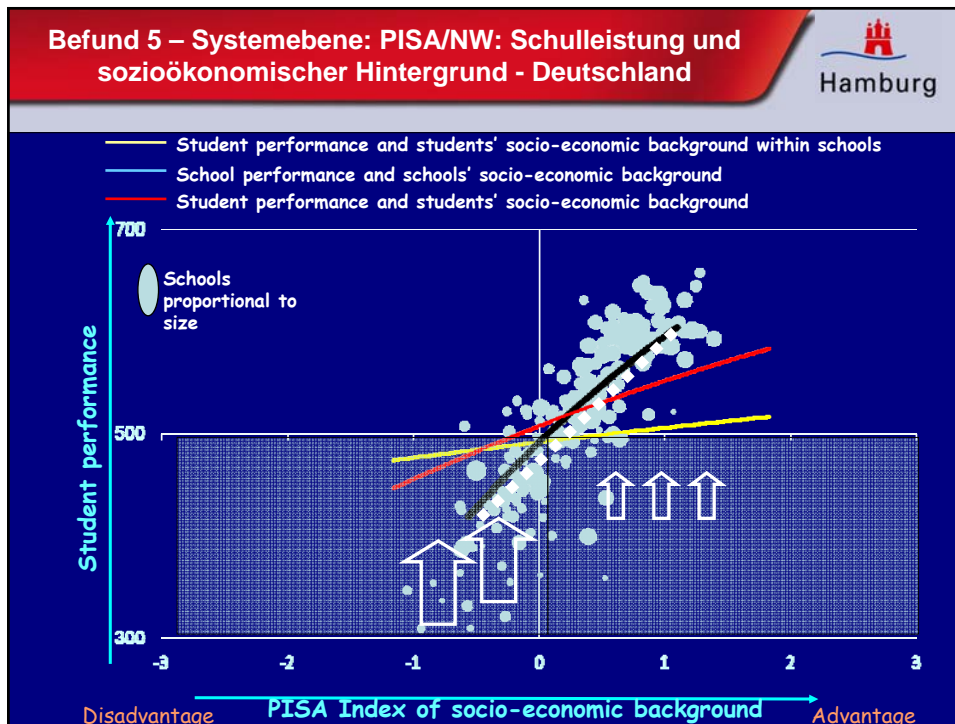 Befund 5 – Systemebene: PISA/NW: Schulleistung und
sozioökonomischer Hintergrund - Deutschland
Hamburg
Student performance and students' socio-economic background within schools
School performance and schools' socio-economic background
Student performance and students' socio-economic background
700
Schools
proportional to
size
Student performance
500
300
-3 -2 -1 0 1 2 3
PISA Index of socio-economic background
Disadvantage Advantage